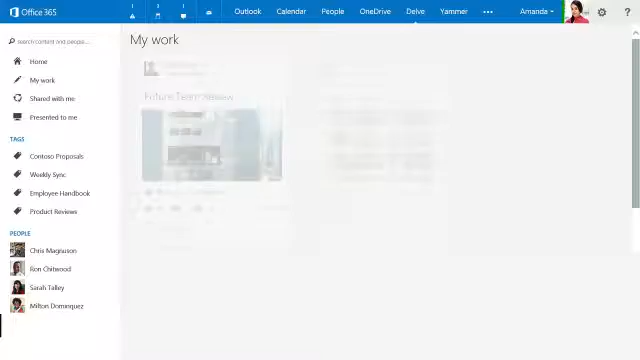 Office 365
Outlook Calendar People OneDrive Delve Yammer ••• Amanda ?
search content and people...
My work
Home
My work
Shared with me
Presented to me
Future Team Review
TAGS
Contoso Proposals
Weekly Sync
Employee Handbook
Product Reviews
PEOPLE
Chris Magnuson
Ron Chitwood
Sarah Talley
Milton Dominquez